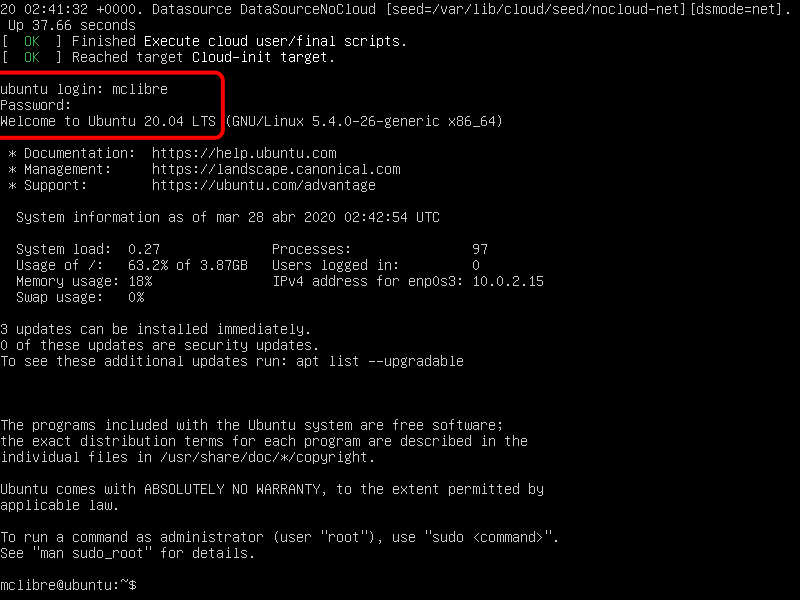 20 02:41:32 +0000. Datasource DataSourceNoCloud [seed=/var/lib/cloud/seed/nocloud-net][dsmode=net].
 Up 37.66 seconds
[  OK  ] Finished Execute cloud user/final scripts.
[  OK  ] Reached target Cloud-init target.
ubuntu login: mclibre
Password:
Welcome to Ubuntu 20.04 LTS (GNU/Linux 5.4.0-26-generic x86_64)
 * Documentation:  https://help.ubuntu.com
 * Management:     https://landscape.canonical.com
 * Support:        https://ubuntu.com/advantage
  System information as of mar 28 abr 2020 02:42:54 UTC
  System load:  0.27              Processes:               97
  Usage of /:   63.2% of 3.87GB   Users logged in:         0
  Memory usage: 18%               IPv4 address for enp0s3: 10.0.2.15
  Swap usage:   0%
3 updates can be installed immediately.
0 of these updates are security updates.
To see these additional updates run: apt list --upgradable
The programs included with the Ubuntu system are free software;
the exact distribution terms for each program are described in the
individual files in /usr/share/doc/*/copyright.
Ubuntu comes with ABSOLUTELY NO WARRANTY, to the extent permitted by
applicable law.
To run a command as administrator (user "root"), use "sudo <command>".
See "man sudo_root" for details.
mclibre@ubuntu:~$